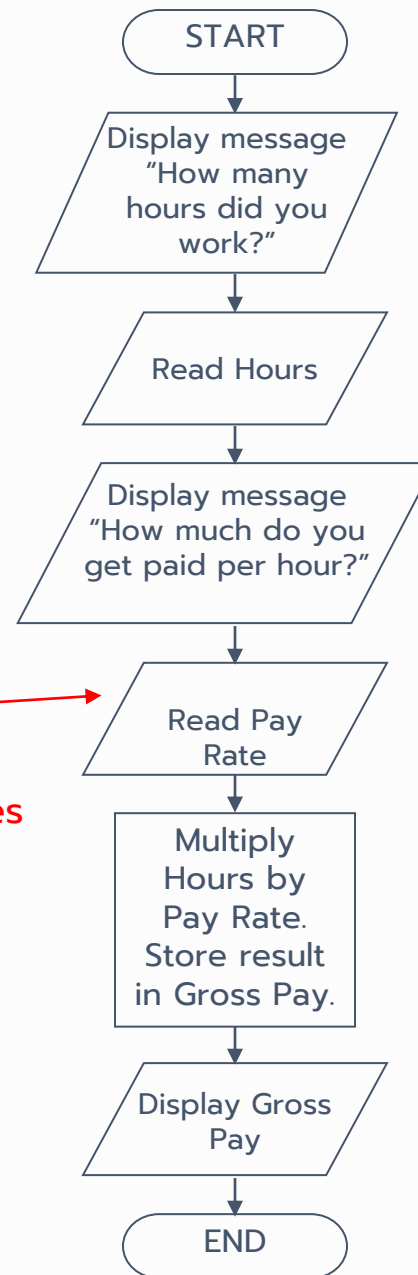 START
Display message
“How many
hours did you
work?”
Read Hours
Display message
“How much do you
get paid per hour?”
Read Pay
Rate
Multiply
Hours by
Pay Rate.
Store result
in Gross Pay.
Display Gross
Pay
END